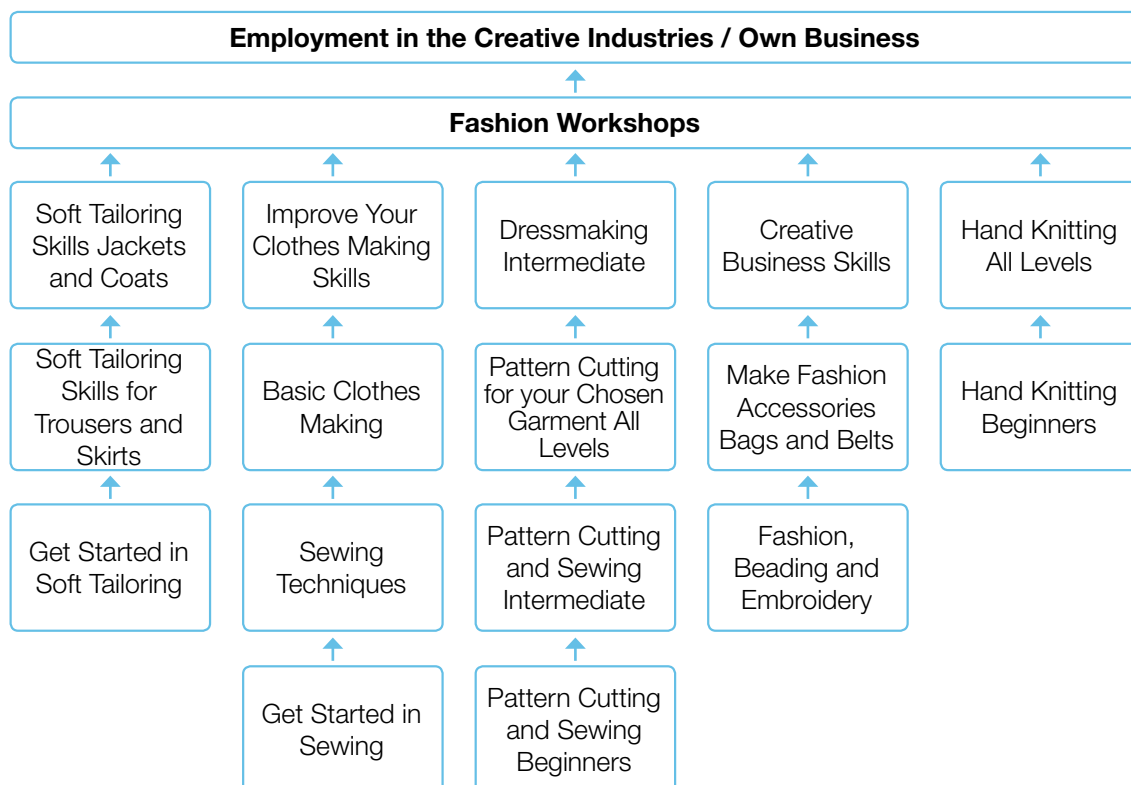 Employment in the Creative Industries / Own Business
Fashion Workshops
Soft Tailoring
Skills Jackets
and Coats
Improve Your
Clothes Making
Skills
Dressmaking
Intermediate
Creative
Business Skills
Hand Knitting
All Levels
Soft Tailoring
Skills for
Trousers and
Skirts
Basic Clothes
Making
Pattern Cutting
for your Chosen
Garment All
Levels
Make Fashion
Accessories
Bags and Belts
Hand Knitting
Beginners
Get Started in
Soft Tailoring
Sewing
Techniques
Pattern Cutting
and Sewing
Intermediate
Fashion,
Beading and
Embroidery
Get Started in
Sewing
Pattern Cutting
and Sewing
Beginners